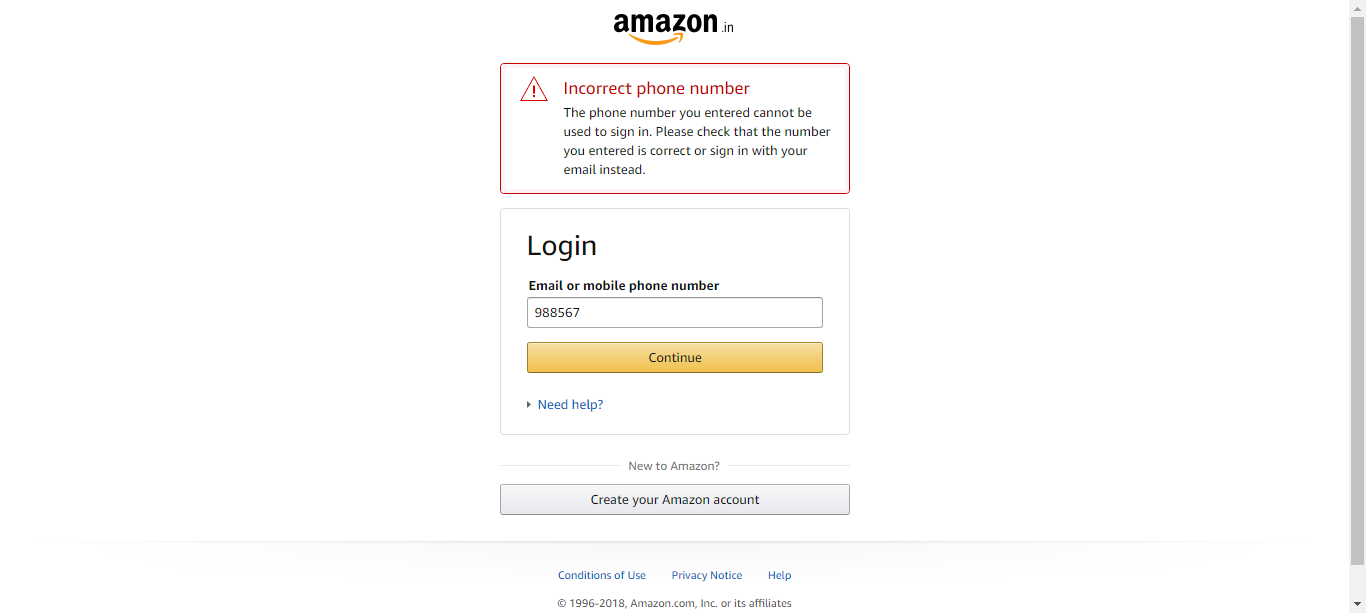 amazon.in
Incorrect phone number
The phone number you entered cannot be
used to sign in. Please check that the number
you entered is correct or sign in with your
email instead.
Login
Email or mobile phone number
988567
Continue
Need help?
New to Amazon?
Create your Amazon account
Conditions of Use Privacy Notice Help
© 1996-2018, Amazon.com, Inc. or its affiliates